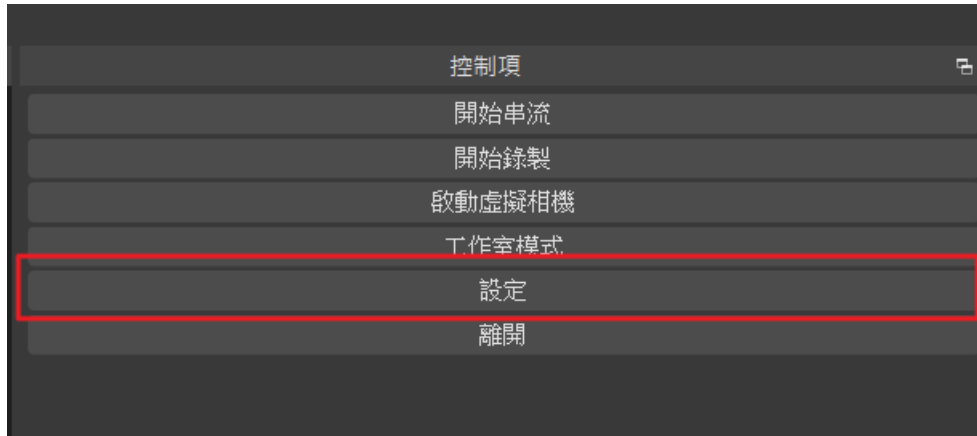 控制項
開始串流
開始錄製
啟動虛擬相機
工作室模式
設定
離開